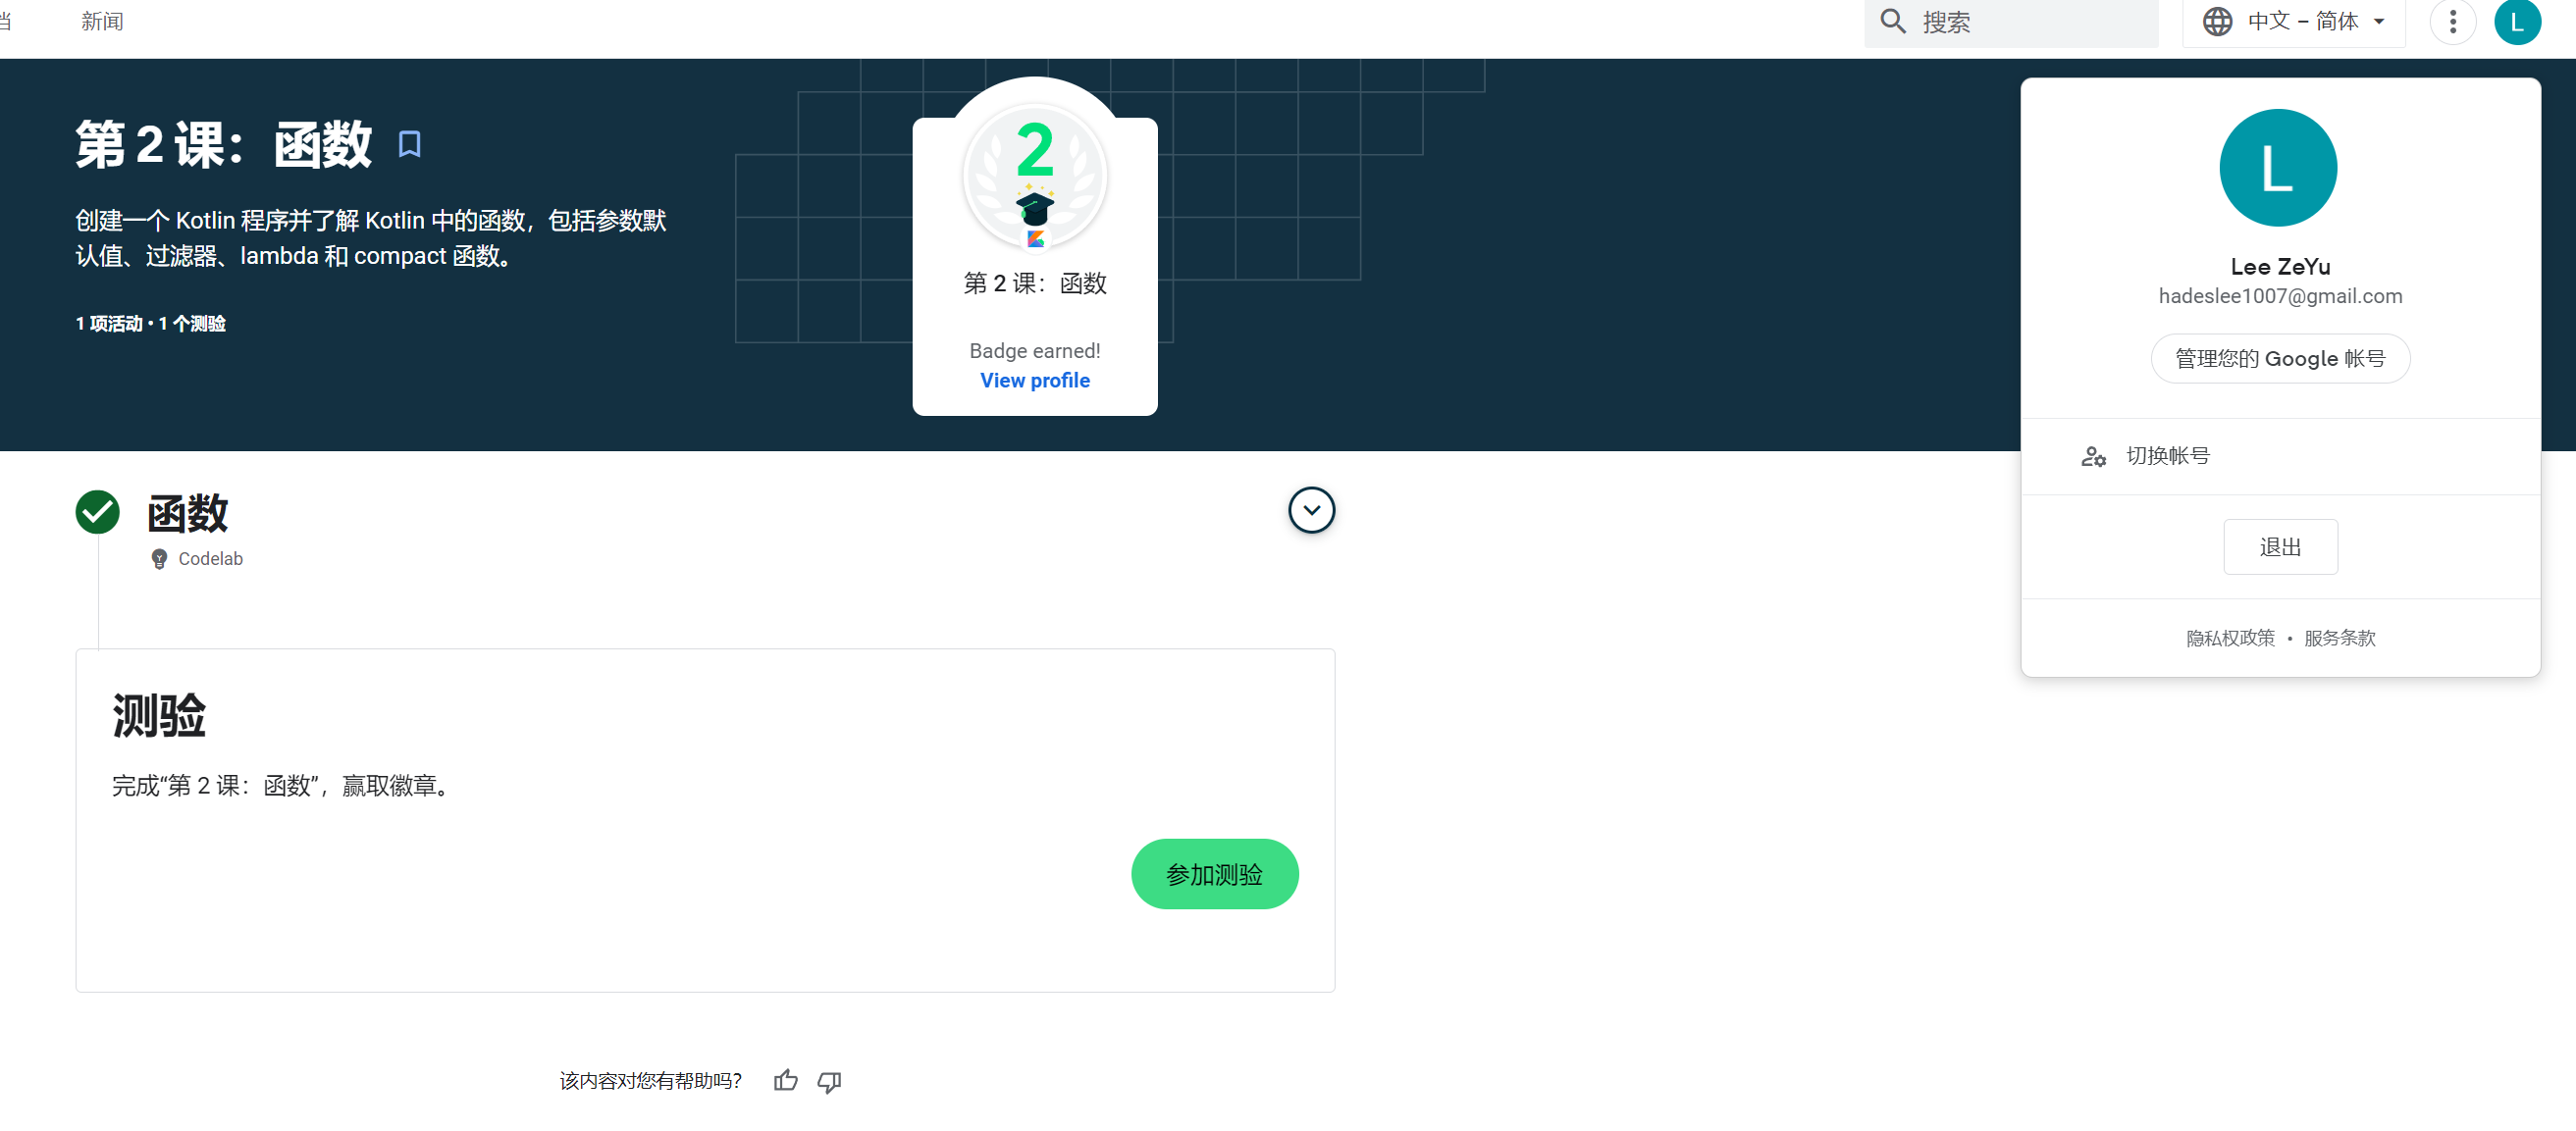 新闻
搜索
中文 – 简体
L
第 2 课：函数
创建一个 Kotlin 程序并了解 Kotlin 中的函数，包括参数默
认值、过滤器、lambda 和 compact 函数。
1 项活动 • 1 个测验
2
第 2 课：函数
Badge earned!
View profile
L
Lee ZeYu
hadeslee1007@gmail.com
管理您的 Google 帐号
切换帐号
退出
隐私权政策 • 服务条款
函数
Codelab
测验
完成“第 2 课：函数”，赢取徽章。
参加测验
该内容对您有帮助吗？